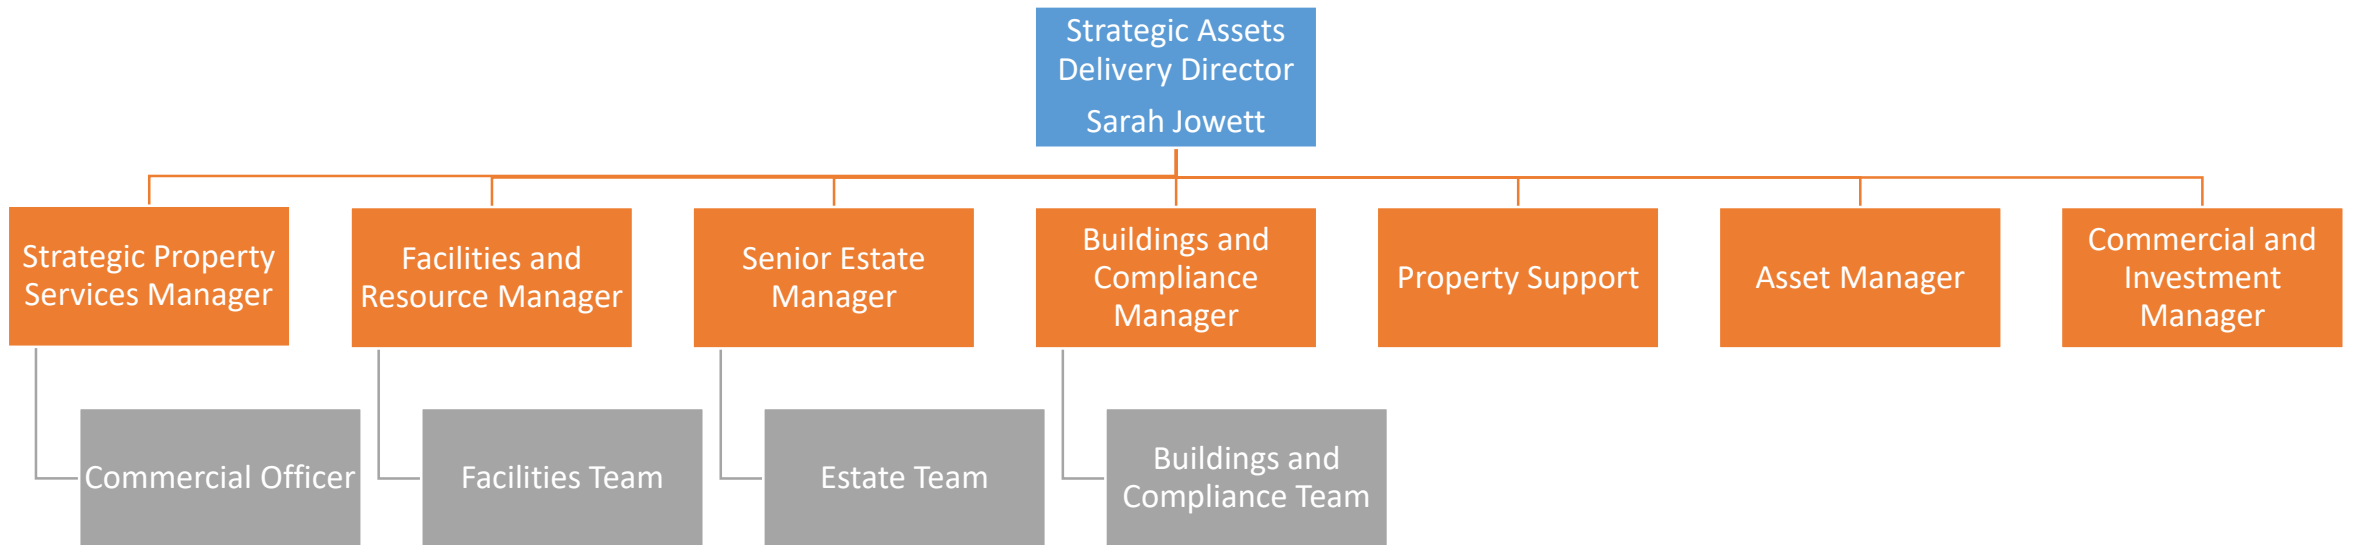 Strategic Assets
Delivery Director
Sarah Jowett
Strategic Property
Services Manager
Facilities and
Resource Manager
Senior Estate
Manager
Buildings and
Compliance
Manager
Property Support
Asset Manager
Commercial and
Investment
Manager
Commercial Officer
Facilities Team
Estate Team
Buildings and
Compliance Team